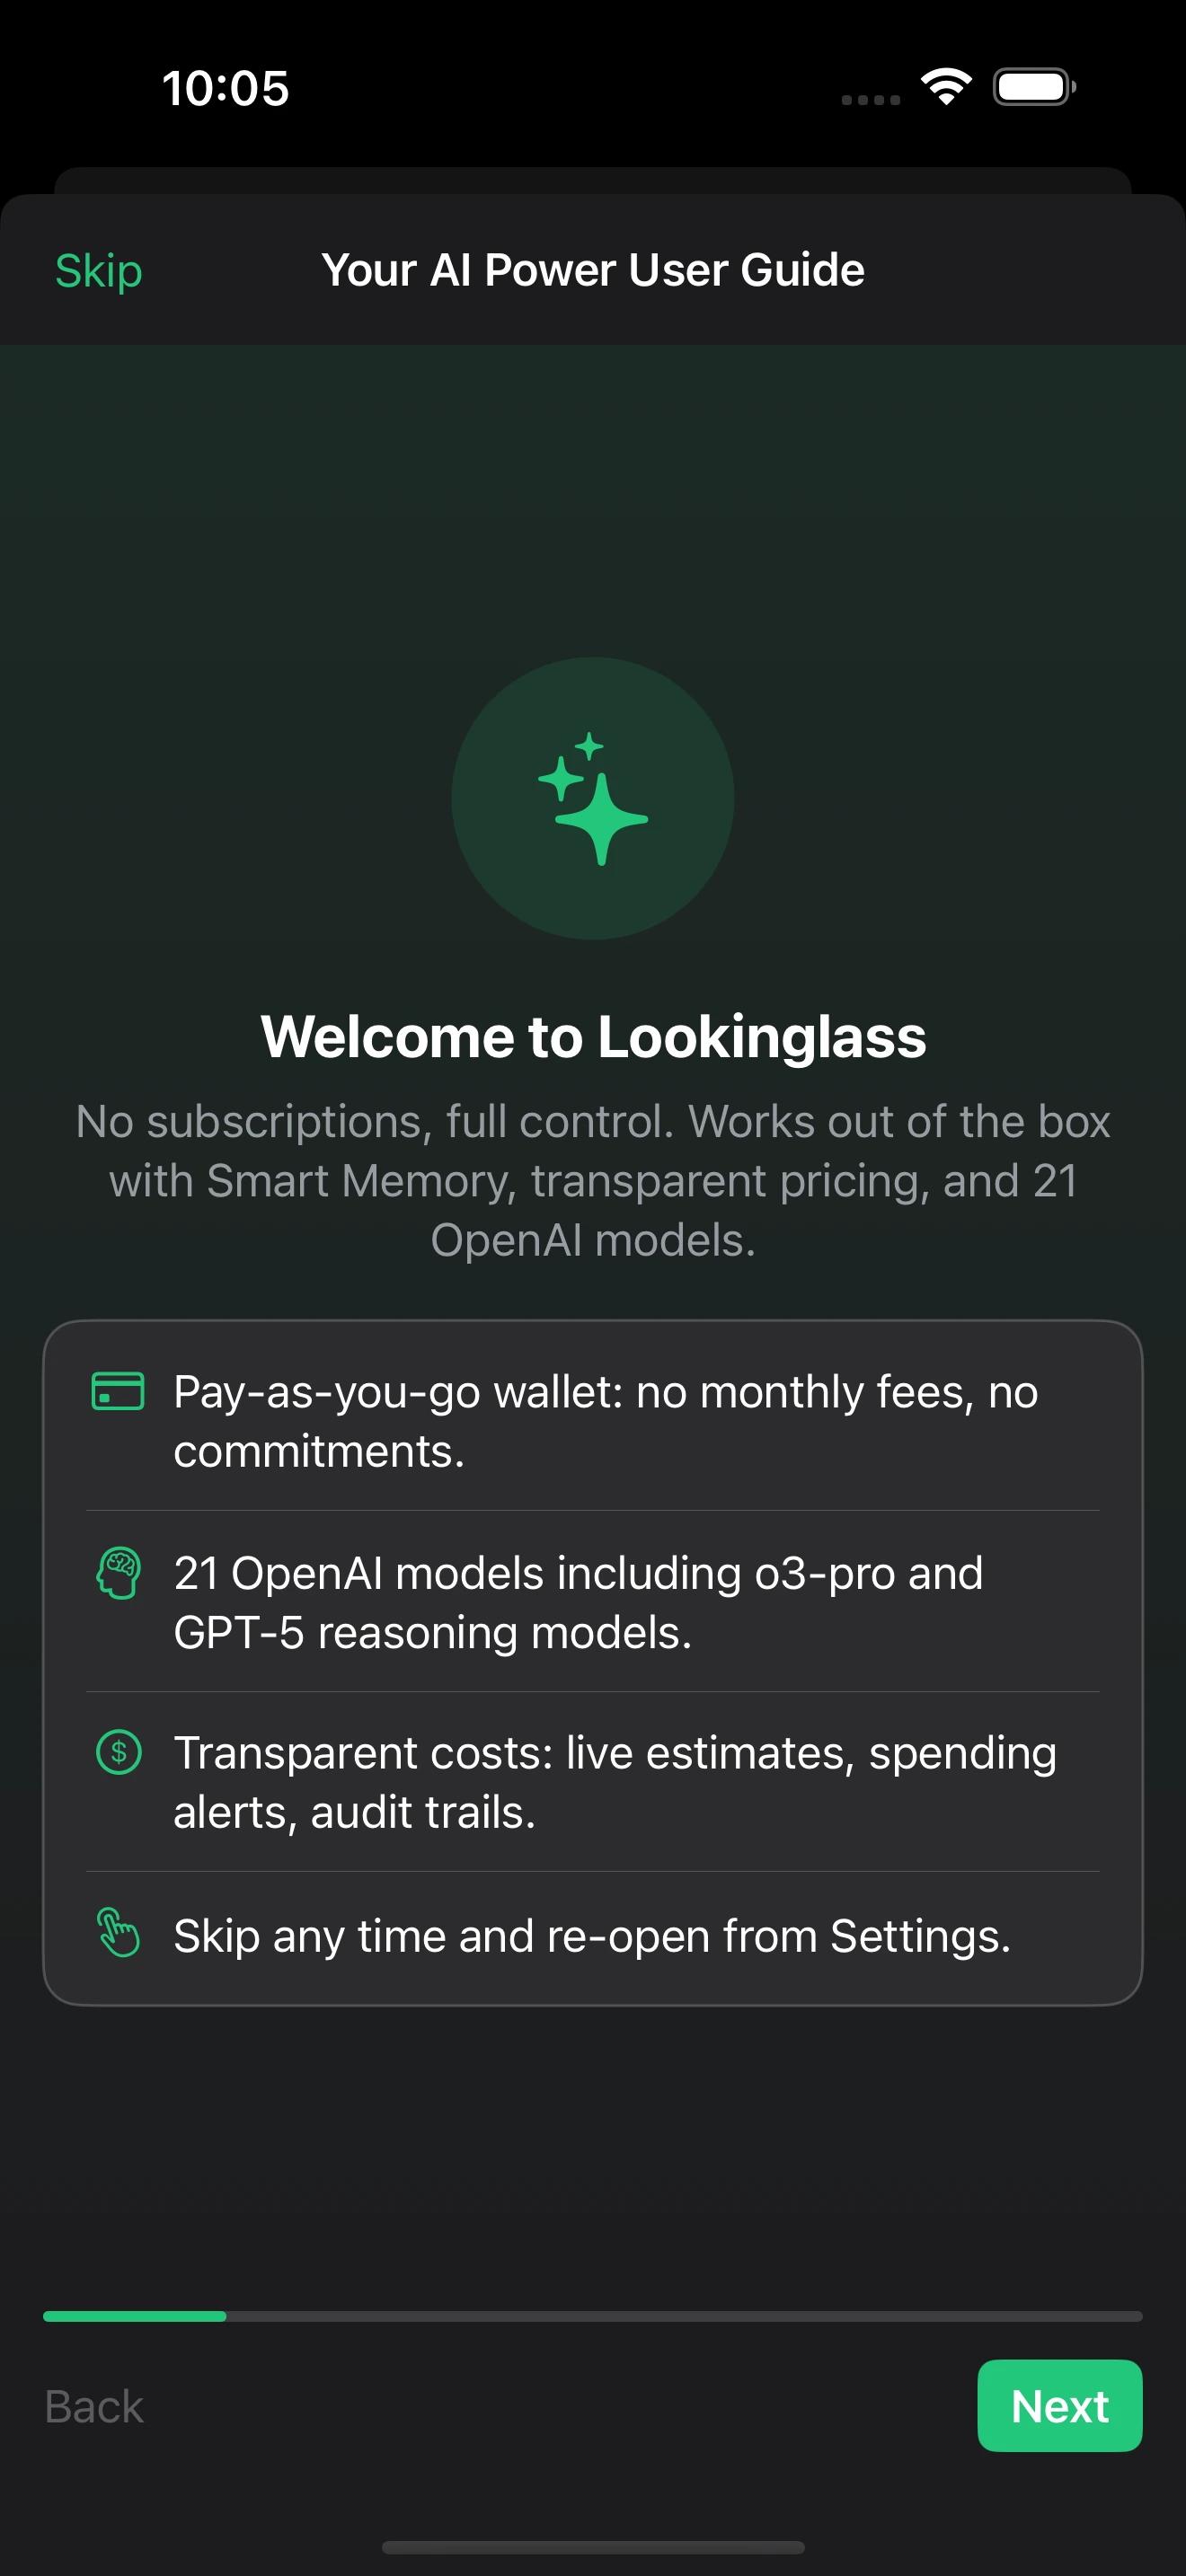 10:05
Skip
Your AI Power User Guide
Welcome to Lookinglass
No subscriptions, full control. Works out of the box
with Smart Memory, transparent pricing, and 21
OpenAI models.
Pay-as-you-go wallet: no monthly fees, no
commitments.
21 OpenAI models including o3-pro and
GPT-5 reasoning models.
$
Transparent costs: live estimates, spending
alerts, audit trails.
Skip any time and re-open from Settings.
Back
Next